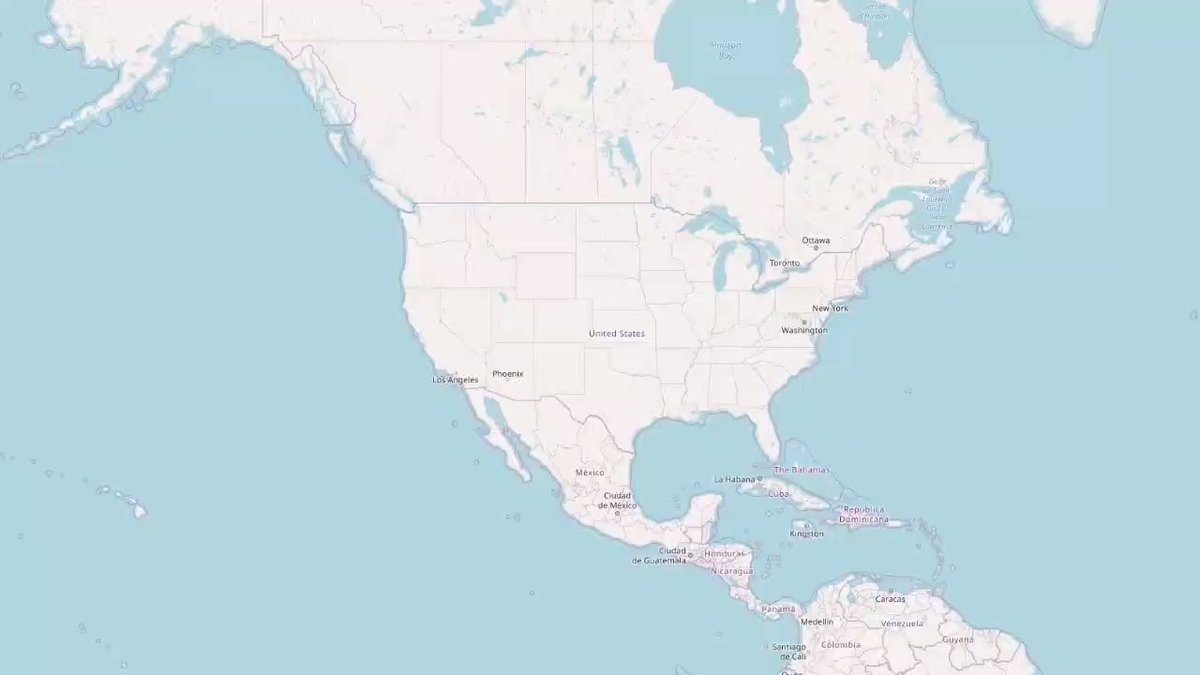 détroit
d'Hudson
Hudson
Bay
Golfe
du Saint
Laurent /
Gulf of
Saint
Lawrence
Ottawa
Toronto
New York
Washington
United States
Phoenix
Los Angeles
México
Ciudad
de México
La Habana
The Bahamas
Cuba
República
Dominicana
Kingston
Ciudad
de Guatemala
Honduras
Nicaragua
Panamá
Caracas
Medellín
Venezuela
Guyana
Santiago
de Cali
Colombia
Quito